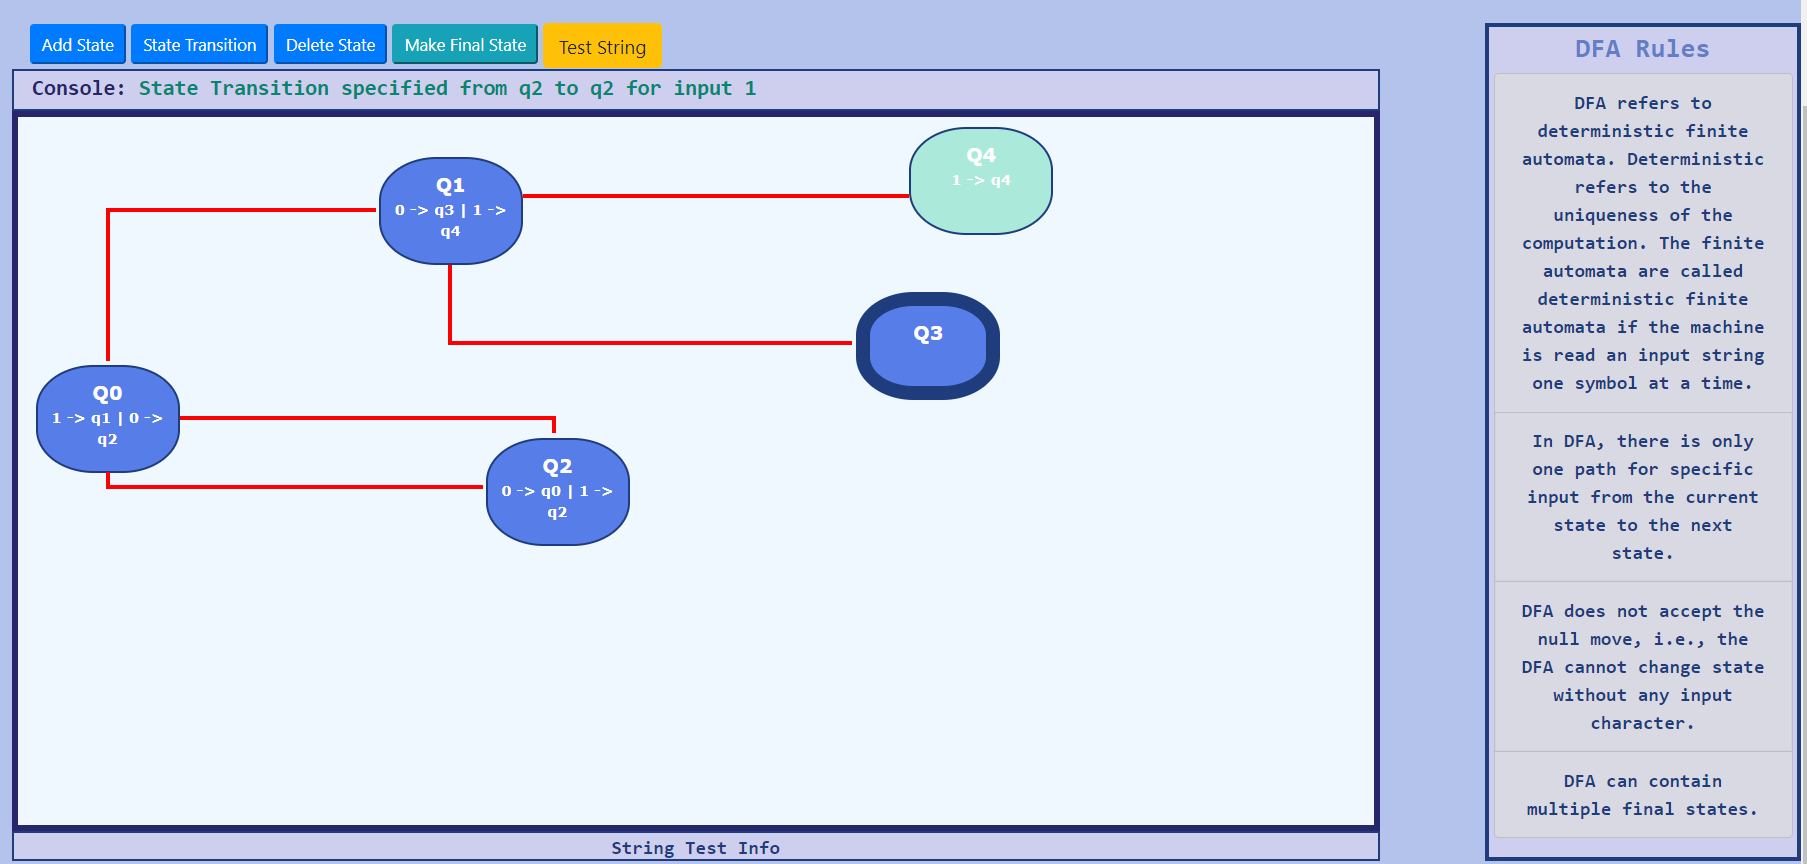 Add State State Transition Delete State Make Final State Test String
Console: State Transition specified from q2 to q2 for input 1
Q4
1 -> q4
Q1
0 -> q3 | 1 ->
q4
Q3
Q0
1 -> q1 | 0 ->
q2
Q2
0 -> q0 | 1 ->
q2
String Test Info
DFA Rules
DFA refers to
deterministic finite
automata. Deterministic
refers to the
uniqueness of the
computation. The finite
automata are called
deterministic finite
automata if the machine
is read an input string
one symbol at a time.
In DFA, there is only
one path for specific
input from the current
state to the next
state.
DFA does not accept the
null move, i.e., the
DFA cannot change state
without any input
character.
DFA can contain
multiple final states.